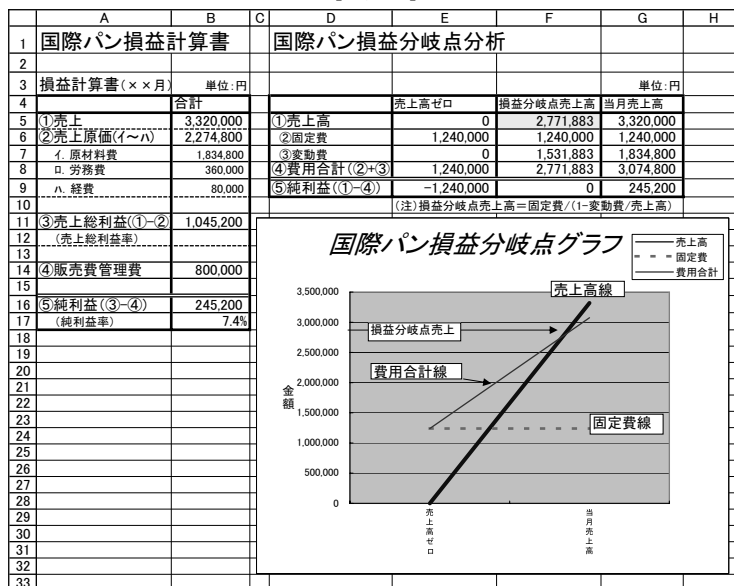 A B C D E F G H
1 国際パン損益計算書 国際パン損益分岐点分析
2
3 損益計算書(××月) 単位:円 単位:円
4 合計 売上高ゼロ 損益分岐点売上高 当月売上高
5 ①売上 3,320,000 ①売上高 0 2,771,883 3,320,000
6 ②売上原価(イ～ハ) 2,274,800 ②固定費 1,240,000 1,240,000 1,240,000
7 イ. 原材料費 1,834,800 ③変動費 0 1,531,883 1,834,800
8 ロ. 労務費 360,000 ④費用合計(②+③) 1,240,000 2,771,883 3,074,800
9 ハ. 経費 80,000 ⑤純利益(①-④) -1,240,000 0 245,200
10 (注)損益分岐点売上高=固定費/(1-変動費/売上高)
11 ③売上総利益(①-②) 1,045,200
12 (売上総利益率)
13
14 ④販売費管理費 800,000
15
16 ⑤純利益(③-④) 245,200
17 (純利益率) 7.4%
18
19
20
21
22
23
24
25
26
27
28
29
30
31
32
33
国際パン損益分岐点グラフ
売上高
固定費
費用合計
3,500,000
3,000,000
2,500,000
2,000,000
1,500,000
1,000,000
500,000
0
金額
売上高線
損益分岐点売上
費用合計線
固定費線
売上高ゼロ
当月売上高